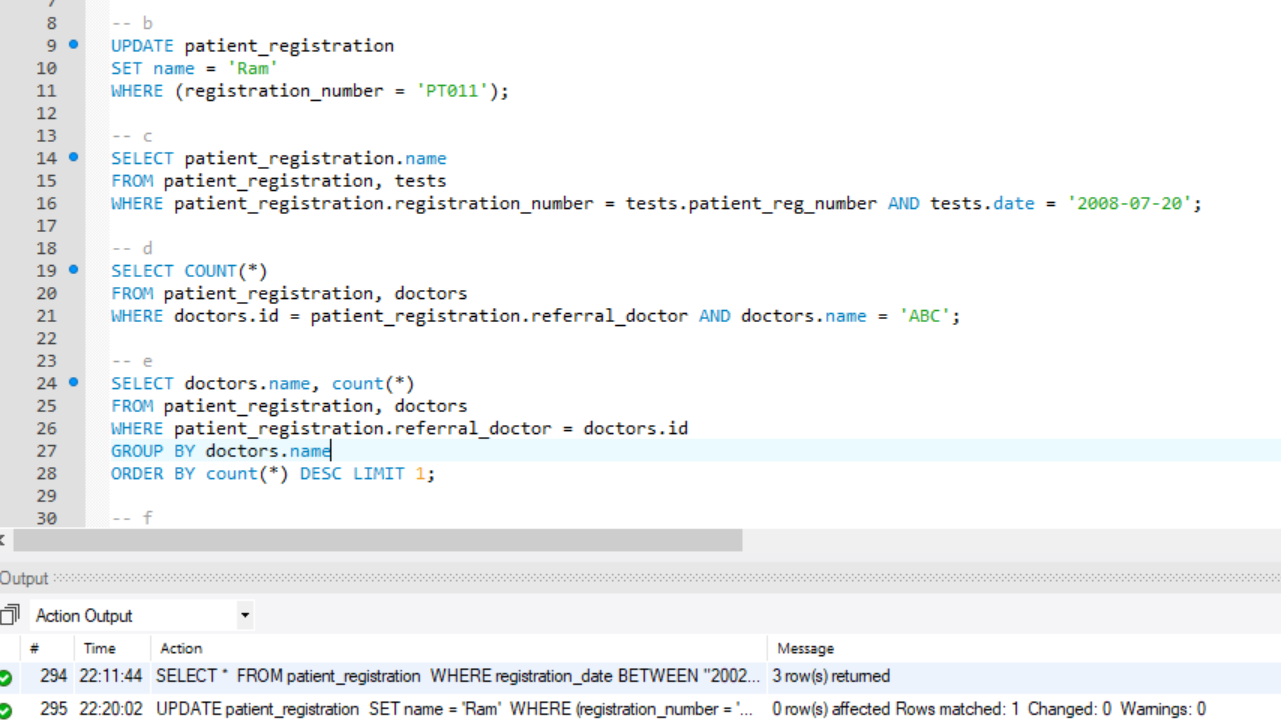 7
8 -- b
9 UPDATE patient_registration
10 SET name = 'Ram'
11 WHERE (registration_number = 'PT011');
12
13 -- c
14 SELECT patient_registration.name
15 FROM patient_registration, tests
16 WHERE patient_registration.registration_number = tests.patient_reg_number AND tests.date = '2008-07-20';
17
18 -- d
19 SELECT COUNT(*)
20 FROM patient_registration, doctors
21 WHERE doctors.id = patient_registration.referral_doctor AND doctors.name = 'ABC';
22
23 -- e
24 SELECT doctors.name, count(*)
25 FROM patient_registration, doctors
26 WHERE patient_registration.referral_doctor = doctors.id
27 GROUP BY doctors.name
28 ORDER BY count(*) DESC LIMIT 1;
29
30 -- f
Output
Action Output
# Time Action Message
294 22:11:44 SELECT * FROM patient_registration WHERE registration_date BETWEEN "2002... 3 row(s) returned
295 22:20:02 UPDATE patient_registration SET name = 'Ram' WHERE (registration_number = '... 0 row(s) affected Rows matched: 1 Changed: 0 Warnings: 0